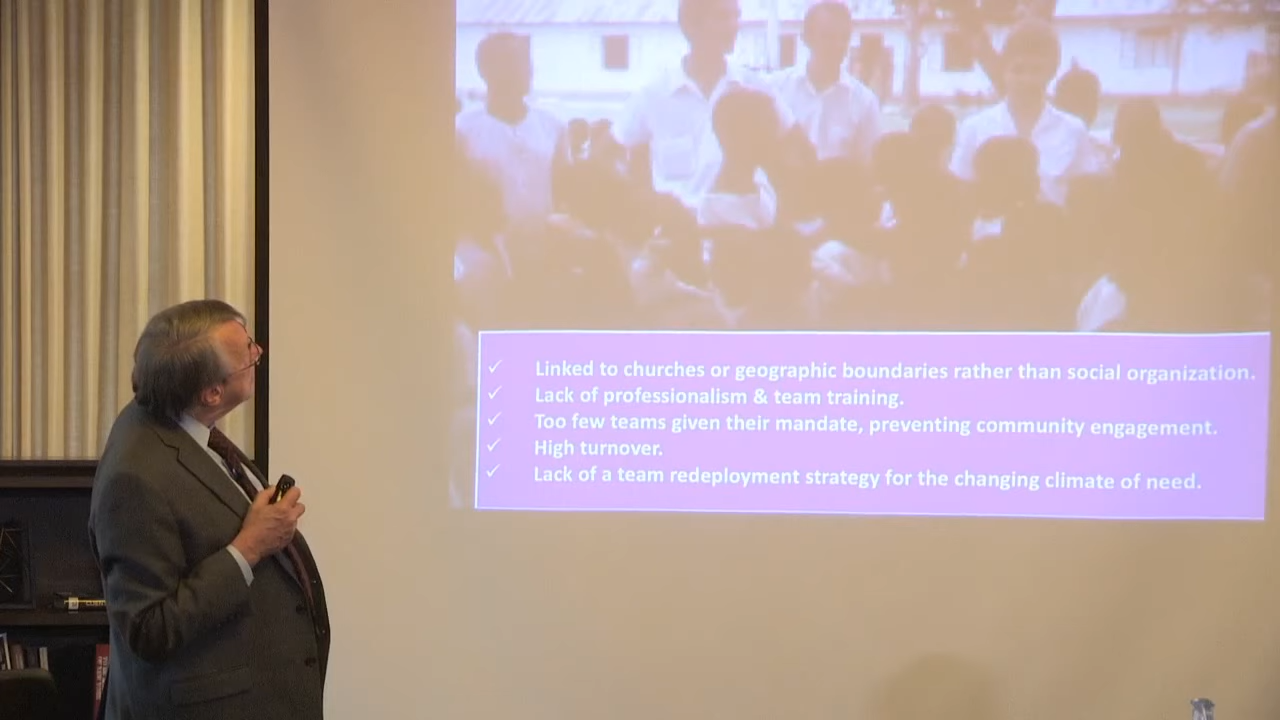 ✓ Linked to churches or geographic boundaries rather than social organization.
✓ Lack of professionalism & team training.
✓ Too few teams given their mandate, preventing community engagement.
✓ High turnover.
✓ Lack of a team redeployment strategy for the changing climate of need.